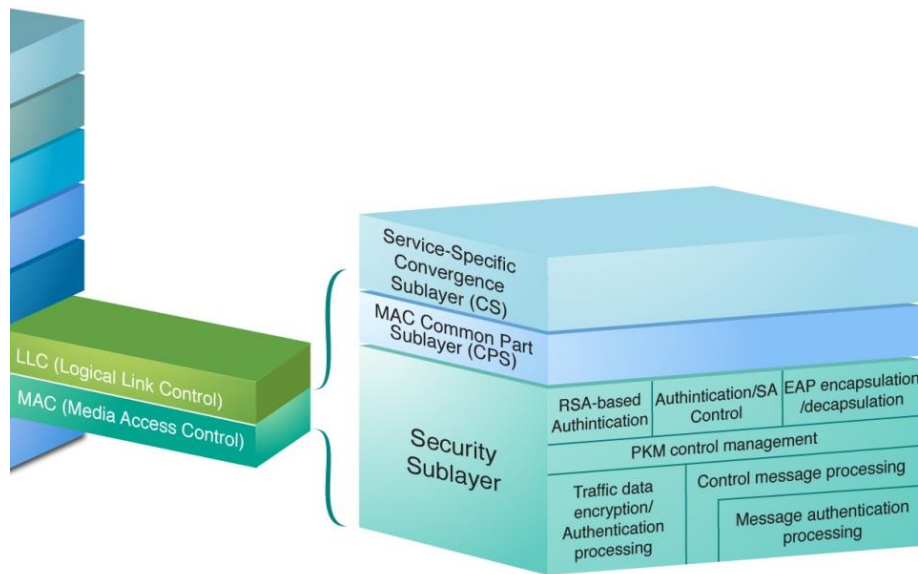 Service-Specific
Convergence
Sublayer (CS)
MAC Common Part
Sublayer (CPS)
LLC (Logical Link Control)
MAC (Media Access Control)
Security
Sublayer
RSA-based
Authintication
Authintication/SA
Control
EAP encapsulation
/decapsulation
PKM control management
Traffic data
encryption/
Authentication
processing
Control message processing
Message authentication
processing